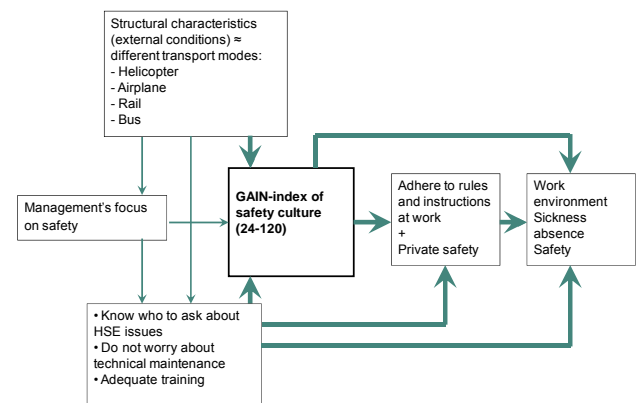 Structural characteristics
(external conditions) ≈
different transport modes:
- Helicopter
- Airplane
- Rail
- Bus
Management's focus
on safety
GAIN-index of
safety culture
(24-120)
Adhere to rules
and instructions
at work
+
Private safety
Work
environment
Sickness
absence
Safety
• Know who to ask about
HSE issues
• Do not worry about
technical maintenance
• Adequate training